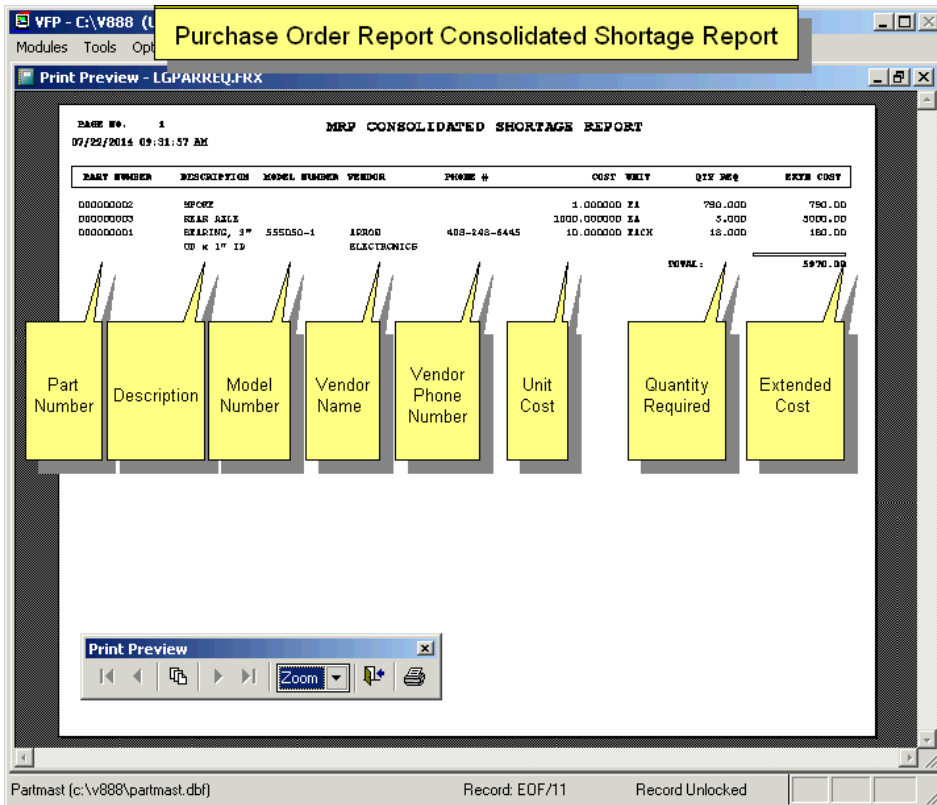 VFP - C:\V888 (L
Purchase Order Report Consolidated Shortage Report
Modules Tools Opt
Print Preview - LGPARREQ.FRX
PAGE NO. 1
MRP CONSOLIDATED SHORTAGE REPORT
07/22/2014 09:31:57 AM
PART NUMBER DESCRIPTION MODEL NUMBER VENDOR PHONE # COST UNIT QTY REQ EXTN COST
000000002 SPOKE 1.000000 EA 790.000 790.00
000000003 REAR AXLE 1000.000000 EA 5.000 5000.00
000000001 BEARING, 3" 555050-1 ARROW 408-248-6445 10.000000 EACH 18.000 180.00
OD x 1" ID ELECTRONICS
TOTAL: 5970.00
Part Number
Description
Model Number
Vendor Name
Vendor Phone Number
Unit Cost
Quantity Required
Extended Cost
Print Preview
Zoom
Partmast (c:\v888\partmast.dbf) Record: EOF/11 Record Unlocked